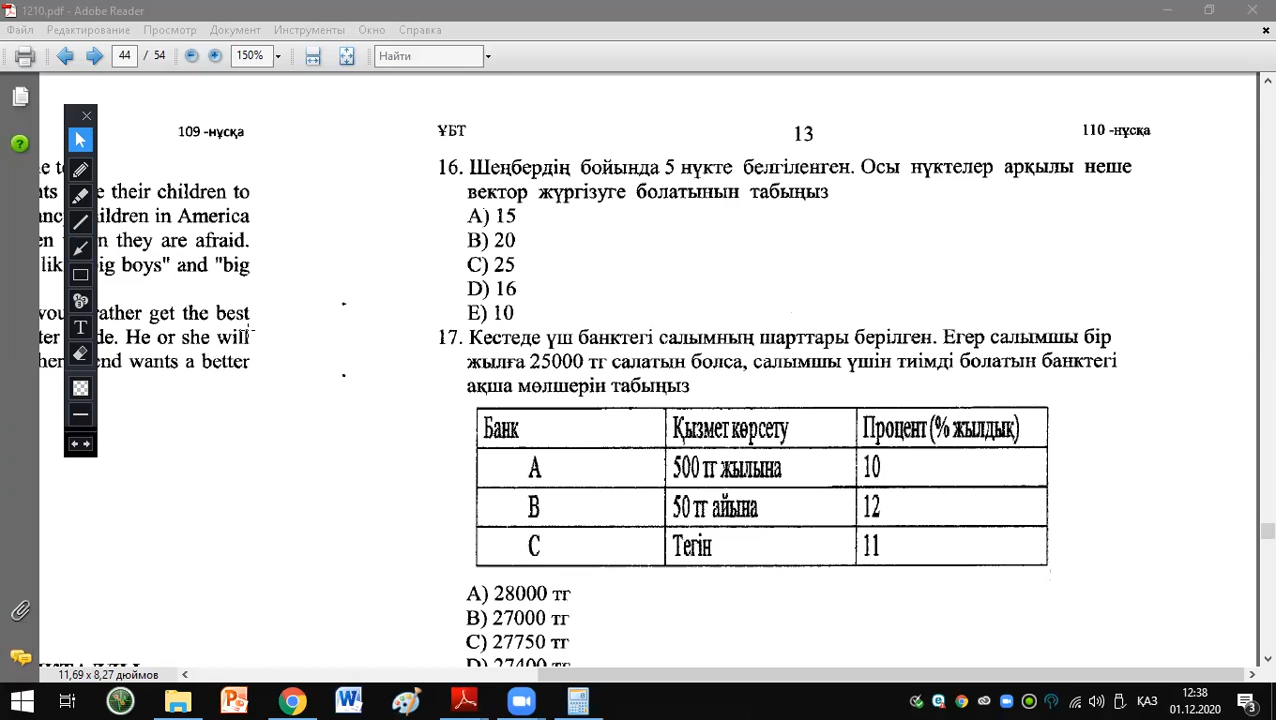 1210.pdf - Adobe Reader
Файл Редактирование Просмотр Документ Инструменты Окно Справка
44 / 54 150% Найти
109 -нұсқа
children to
in America
they are afraid.
boys" and "big
rather get the best
He or she will
wants a better
ҰБТ 13 110 -нұсқа
16. Шеңбердің бойында 5 нүкте белгіленген. Осы нүктелер арқылы неше
вектор жүргізуге болатынын табыңыз
A) 15
B) 20
C) 25
D) 16
E) 10
17. Кестеде үш банктегі салымның шарттары берілген. Егер салымшы бір
жылға 25000 тг салатын болса, салымшы үшін тиімді болатын банктегі
ақша мөлшерін табыңыз
Банк Қызмет көрсету Процент (% жылдық)
A 500 тг жылына 10
B 50 тг айына 12
C Тегін 11
A) 28000 тг
B) 27000 тг
C) 27750 тг
D) 27400 тг
11,69 x 8,27 дюймов
ҚАЗ
12:38
01.12.2020
3